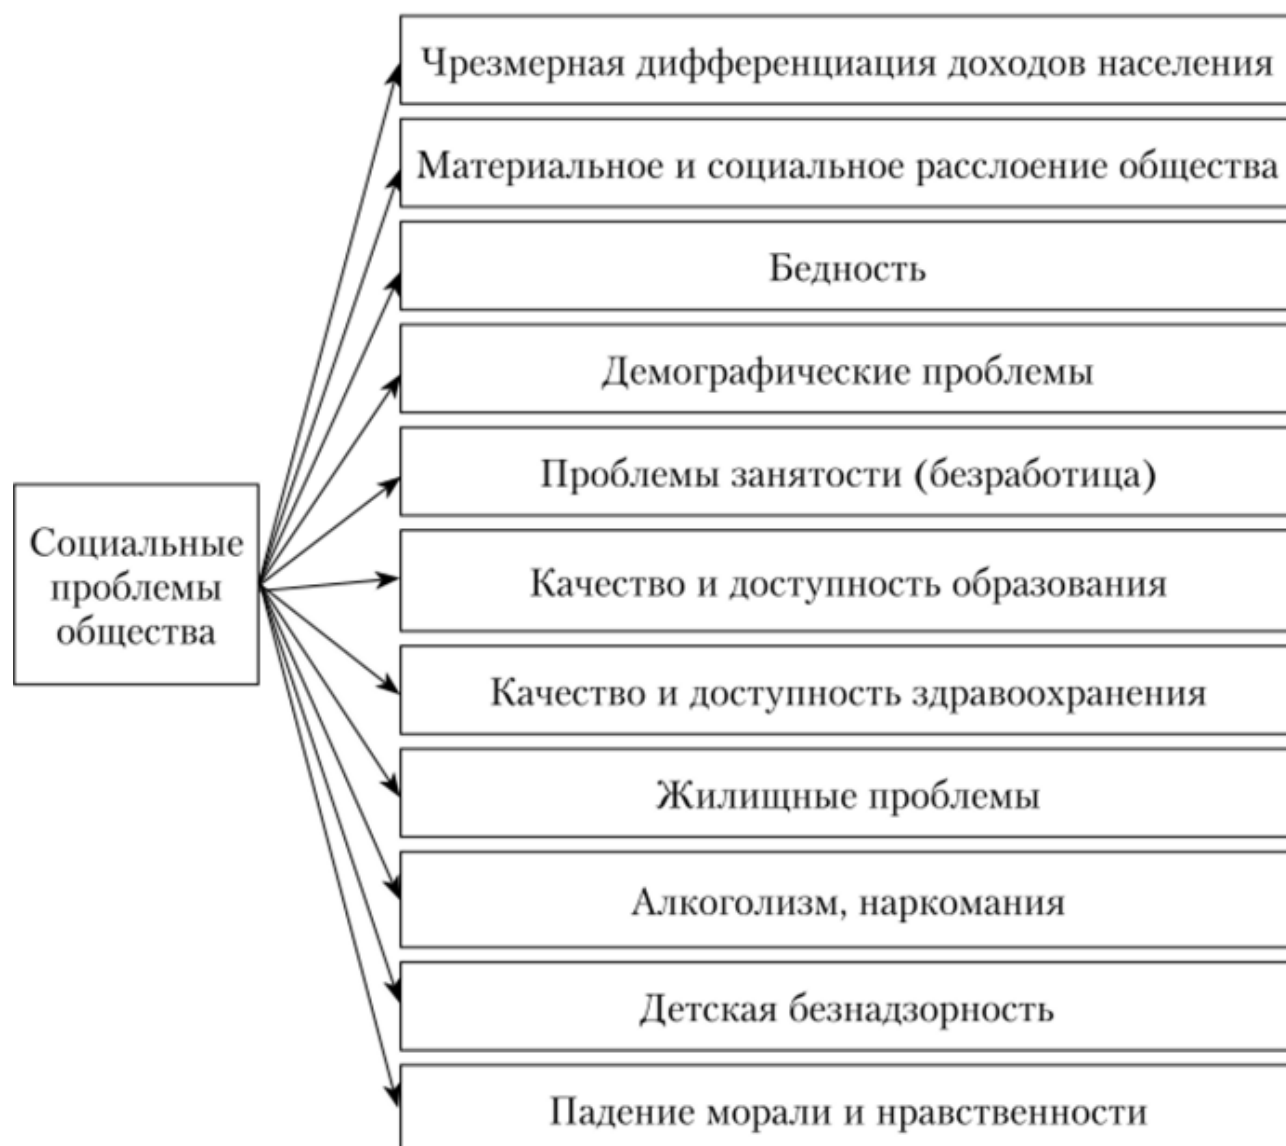 Чрезмерная дифференциация доходов населения
Материальное и социальное расслоение общества
Бедность
Демографические проблемы
Проблемы занятости (безработица)
Социальные
проблемы
общества
Качество и доступность образования
Качество и доступность здравоохранения
Жилищные проблемы
Алкоголизм, наркомания
Детская безнадзорность
Падение морали и нравственности